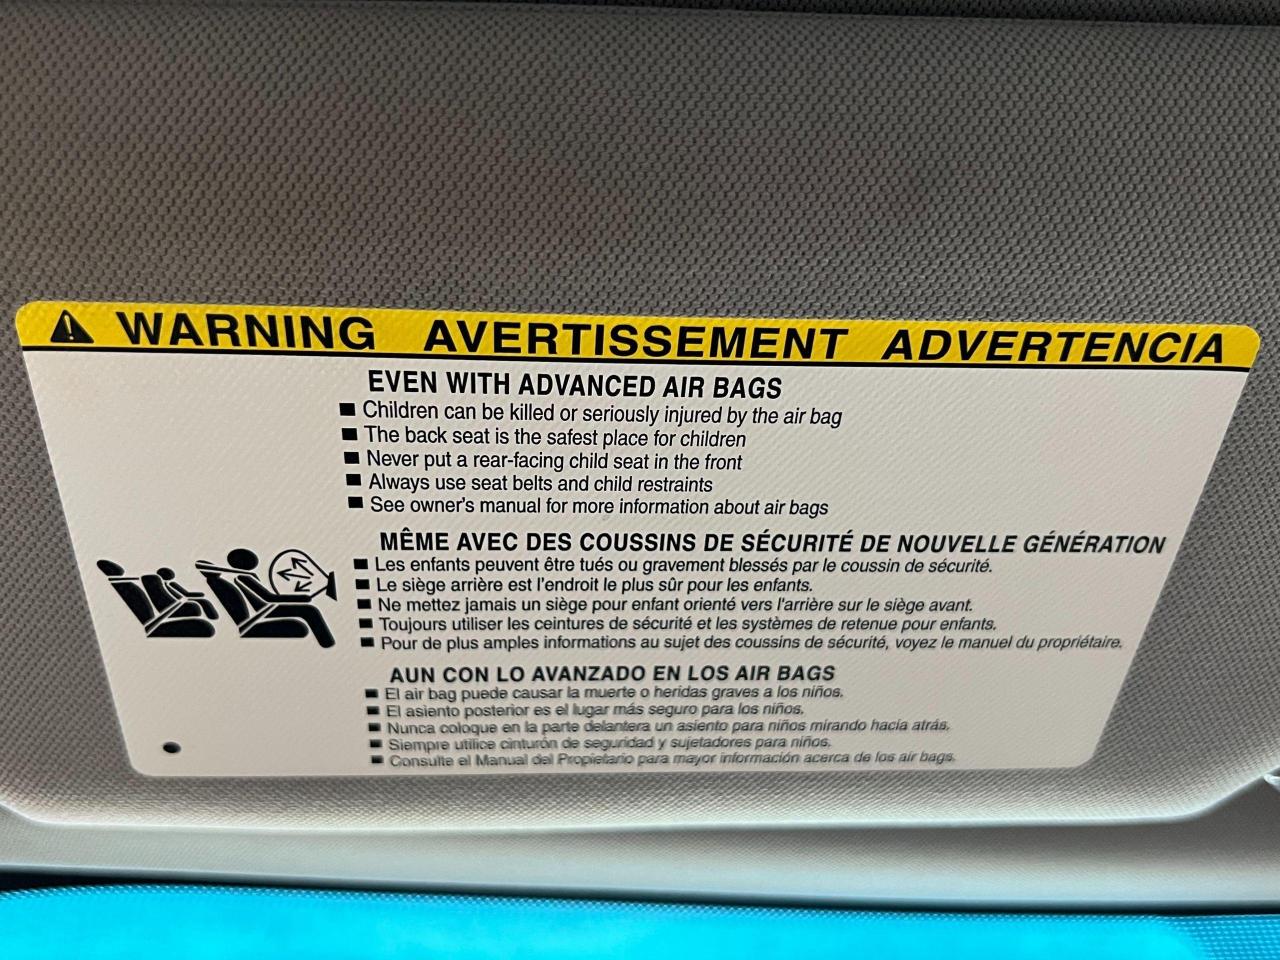 WARNING AVERTISSEMENT ADVERTENCIA
EVEN WITH ADVANCED AIR BAGS
■ Children can be killed or seriously injured by the air bag
■ The back seat is the safest place for children
■ Never put a rear-facing child seat in the front
■ Always use seat belts and child restraints
■ See owner's manual for more information about air bags
MÊME AVEC DES COUSSINS DE SÉCURITÉ DE NOUVELLE GÉNÉRATION
■ Les enfants peuvent être tués ou gravement blessés par le coussin de sécurité.
■ Le siège arrière est l'endroit le plus sûr pour les enfants.
■ Ne mettez jamais un siège pour enfant orienté vers l'arrière sur le siège avant.
■ Toujours utiliser les ceintures de sécurité et les systèmes de retenue pour enfants.
■ Pour de plus amples informations au sujet des coussins de sécurité, voyez le manuel du propriétaire.
AUN CON LO AVANZADO EN LOS AIR BAGS
■ El air bag puede causar la muerte o heridas graves a los niños.
■ El asiento posterior es el lugar más seguro para los niños.
■ Nunca coloque en la parte delantera un asiento para niños mirando hacia atrás.
■ Siempre utilice cinturón de seguridad y sujetadores para niños.
■ Consulte el Manual del Propietario para mayor información acerca de los air bags.